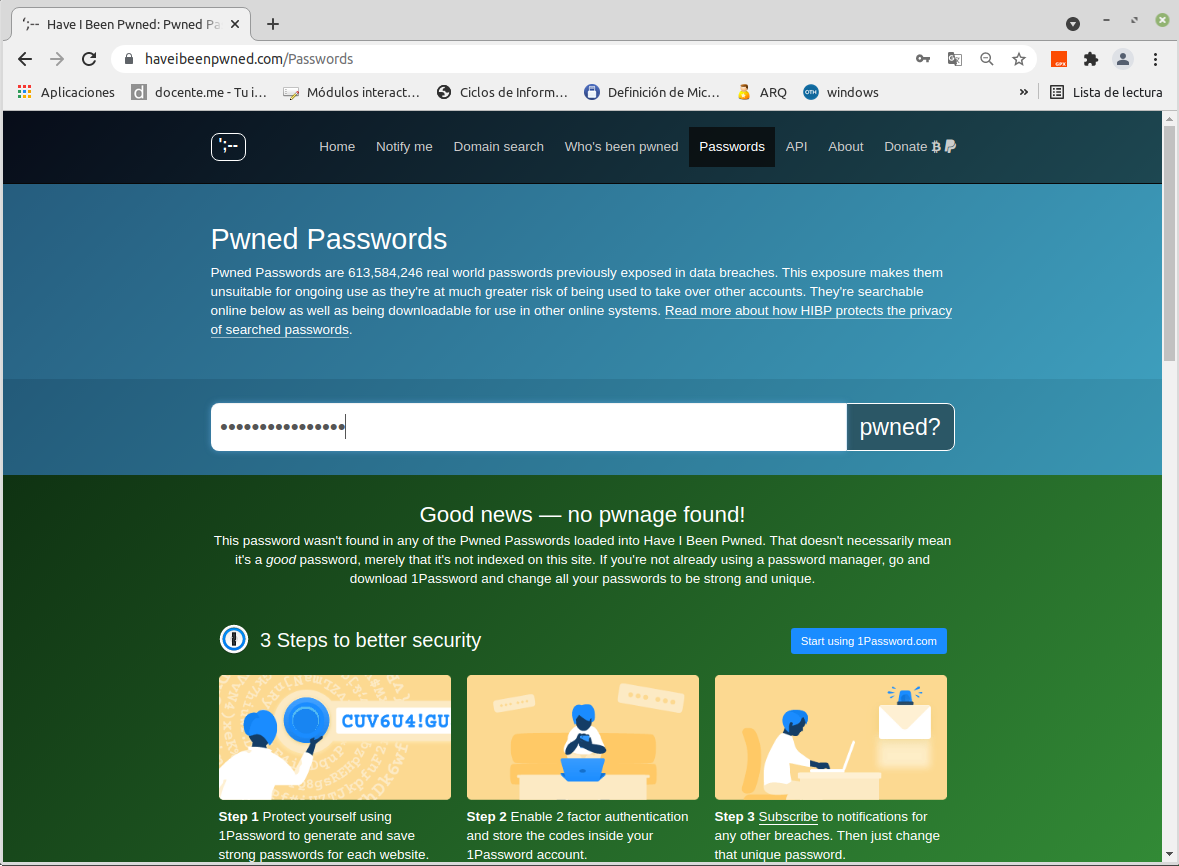 ';-- Have I Been Pwned: Pwned Pa
haveibeenpwned.com/Passwords
Aplicaciones docente.me - Tu i... Módulos interact... Ciclos de Inform... Definición de Mic... ARQ windows » Lista de lectura
';-- Home Notify me Domain search Who's been pwned Passwords API About Donate
Pwned Passwords
Pwned Passwords are 613,584,246 real world passwords previously exposed in data breaches. This exposure makes them
unsuitable for ongoing use as they're at much greater risk of being used to take over other accounts. They're searchable
online below as well as being downloadable for use in other online systems. Read more about how HIBP protects the privacy
of searched passwords.
•••••••••••••••• pwned?
Good news — no pwnage found!
This password wasn't found in any of the Pwned Passwords loaded into Have I Been Pwned. That doesn't necessarily mean
it's a good password, merely that it's not indexed on this site. If you're not already using a password manager, go and
download 1Password and change all your passwords to be strong and unique.
3 Steps to better security Start using 1Password.com
CUV6U4!GU
Step 1 Protect yourself using
1Password to generate and save
strong passwords for each website.
Step 2 Enable 2 factor authentication
and store the codes inside your
1Password account.
Step 3 Subscribe to notifications for
any other breaches. Then just change
that unique password.